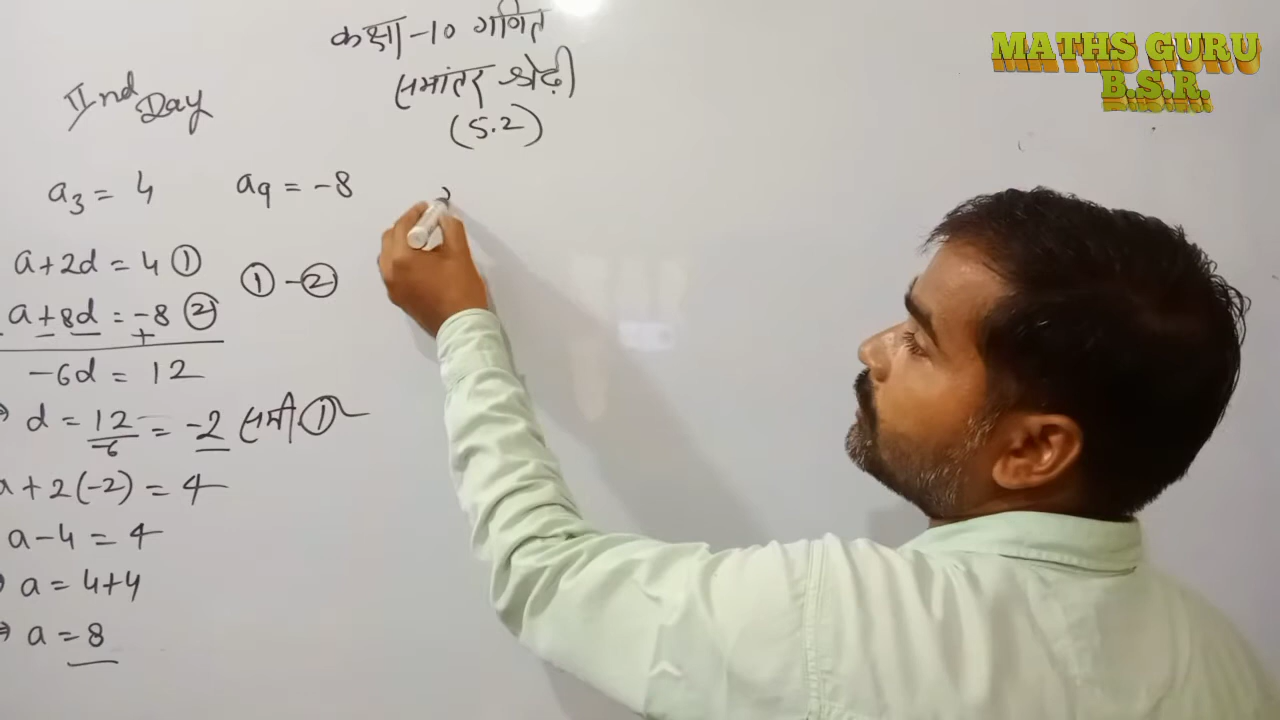 कक्षा -10 गणित
समांतर श्रेढ़ी
(5.2)
MATHS GURU
B.S.R.
IInd Day
a₃ = 4 a₉ = -8
a+2d = 4 ①
a+8d = -8 ②
- - +
① - ②
-6d = 12
d = 12/-6 = -2 समी ①
a + 2(-2) = 4
a - 4 = 4
a = 4+4
⇒ a = 8